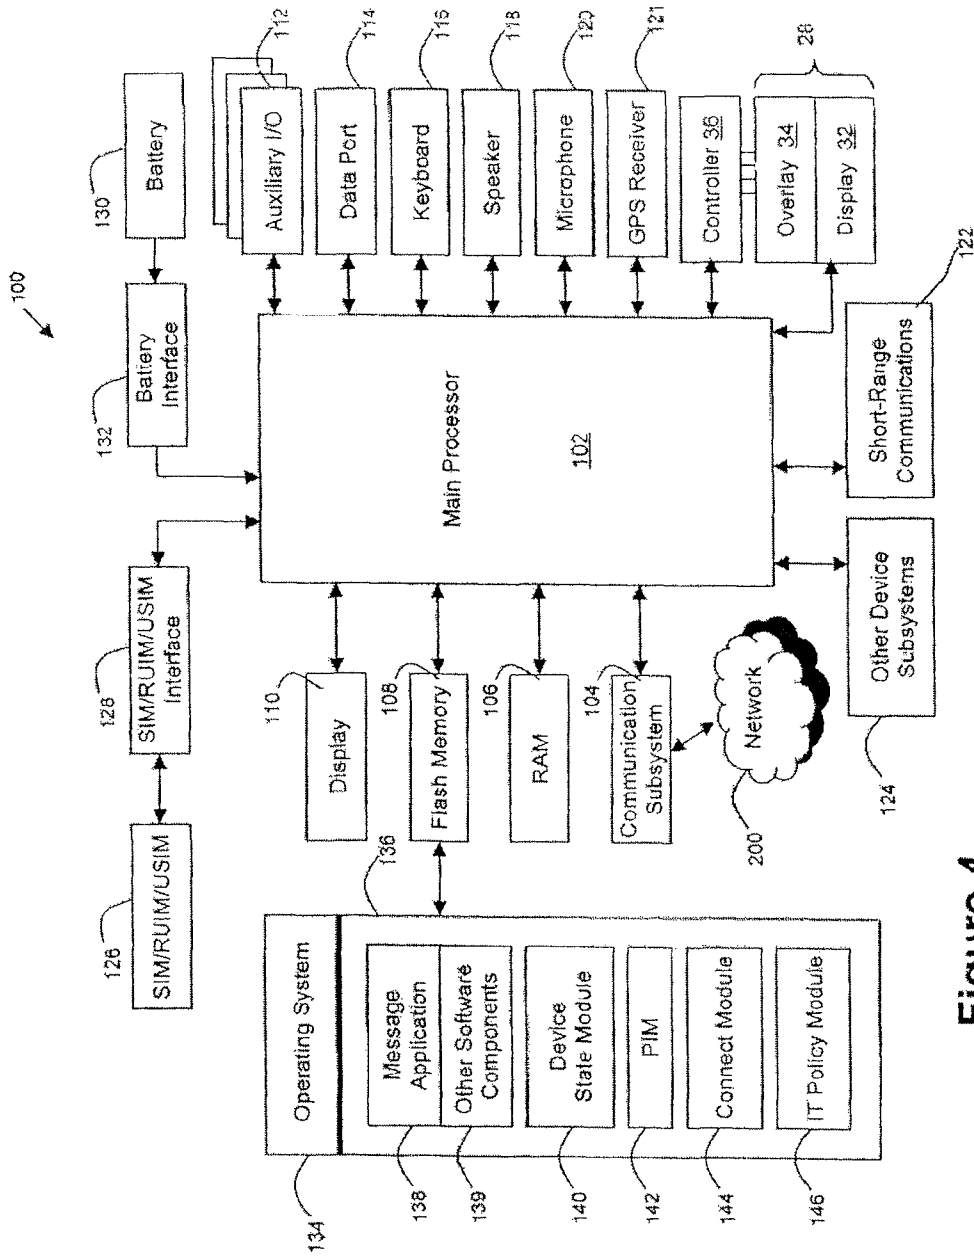 126
128
132
100
130
SIM/RUIM/USIM
SIM/RUIM/USIM
Interface
Battery
Interface
Battery
134
Operating System
136
110
Display
Main Processor
102
Auxiliary I/O
112
138
Message
Application
108
Flash Memory
Data Port
114
139
Other Software
Components
Keyboard
116
140
Device
State Module
106
RAM
Speaker
118
Microphone
120
142
PIM
104
Communication
Subsystem
GPS Receiver
121
144
Connect Module
Network
200
Controller 36
146
IT Policy Module
Overlay 34
Display 32
28
124
Other Device
Subsystems
Short-Range
Communications
122
Figure 4